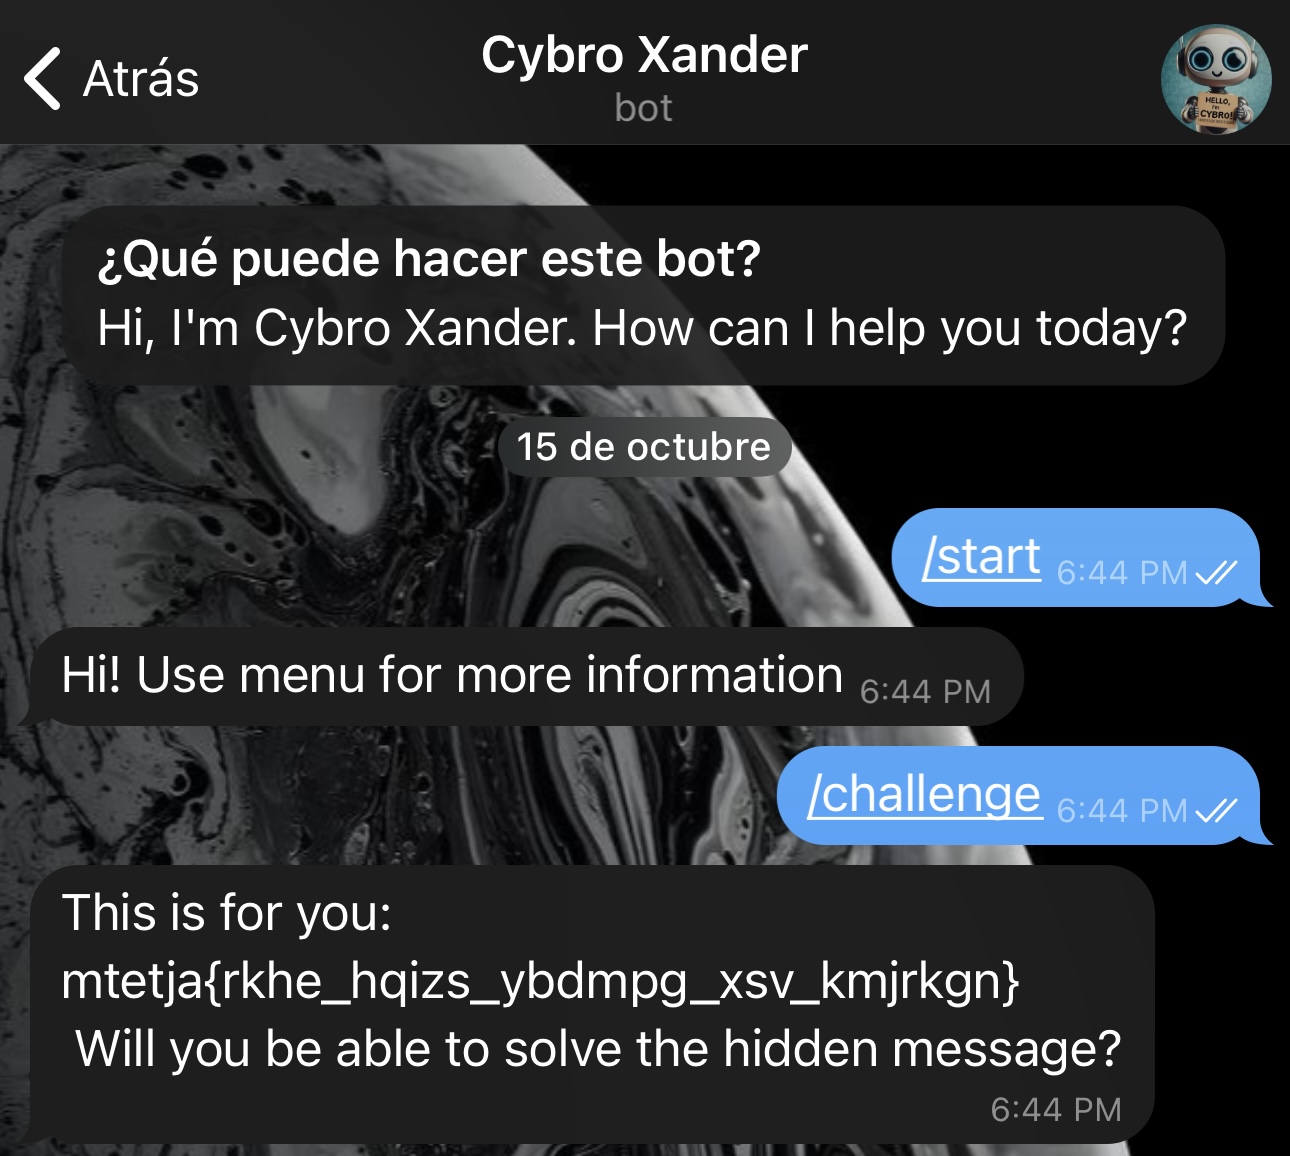 Atrás
Cybro Xander
bot
HELLO,
I'm
CYBRO!
¿Qué puede hacer este bot?
Hi, I'm Cybro Xander. How can I help you today?
15 de octubre
/start 6:44 PM
Hi! Use menu for more information 6:44 PM
/challenge 6:44 PM
This is for you:
mtetja{rkhe_hqizs_ybdmpg_xsv_kmjrkgn}
Will you be able to solve the hidden message?
6:44 PM